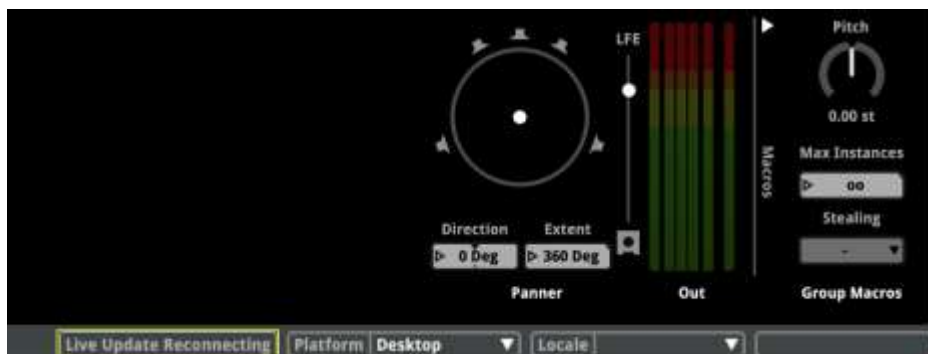 LFE
Pitch
0.00 st
Macros
Max Instances
oo
Stealing
-
Direction
Extent
0 Deg
360 Deg
Panner
Out
Group Macros
Live Update Reconnecting
Platform
Desktop
Locale